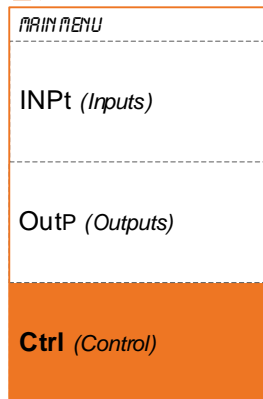 MAIN MENU
INPt (Inputs)
OutP (Outputs)
Ctrl (Control)